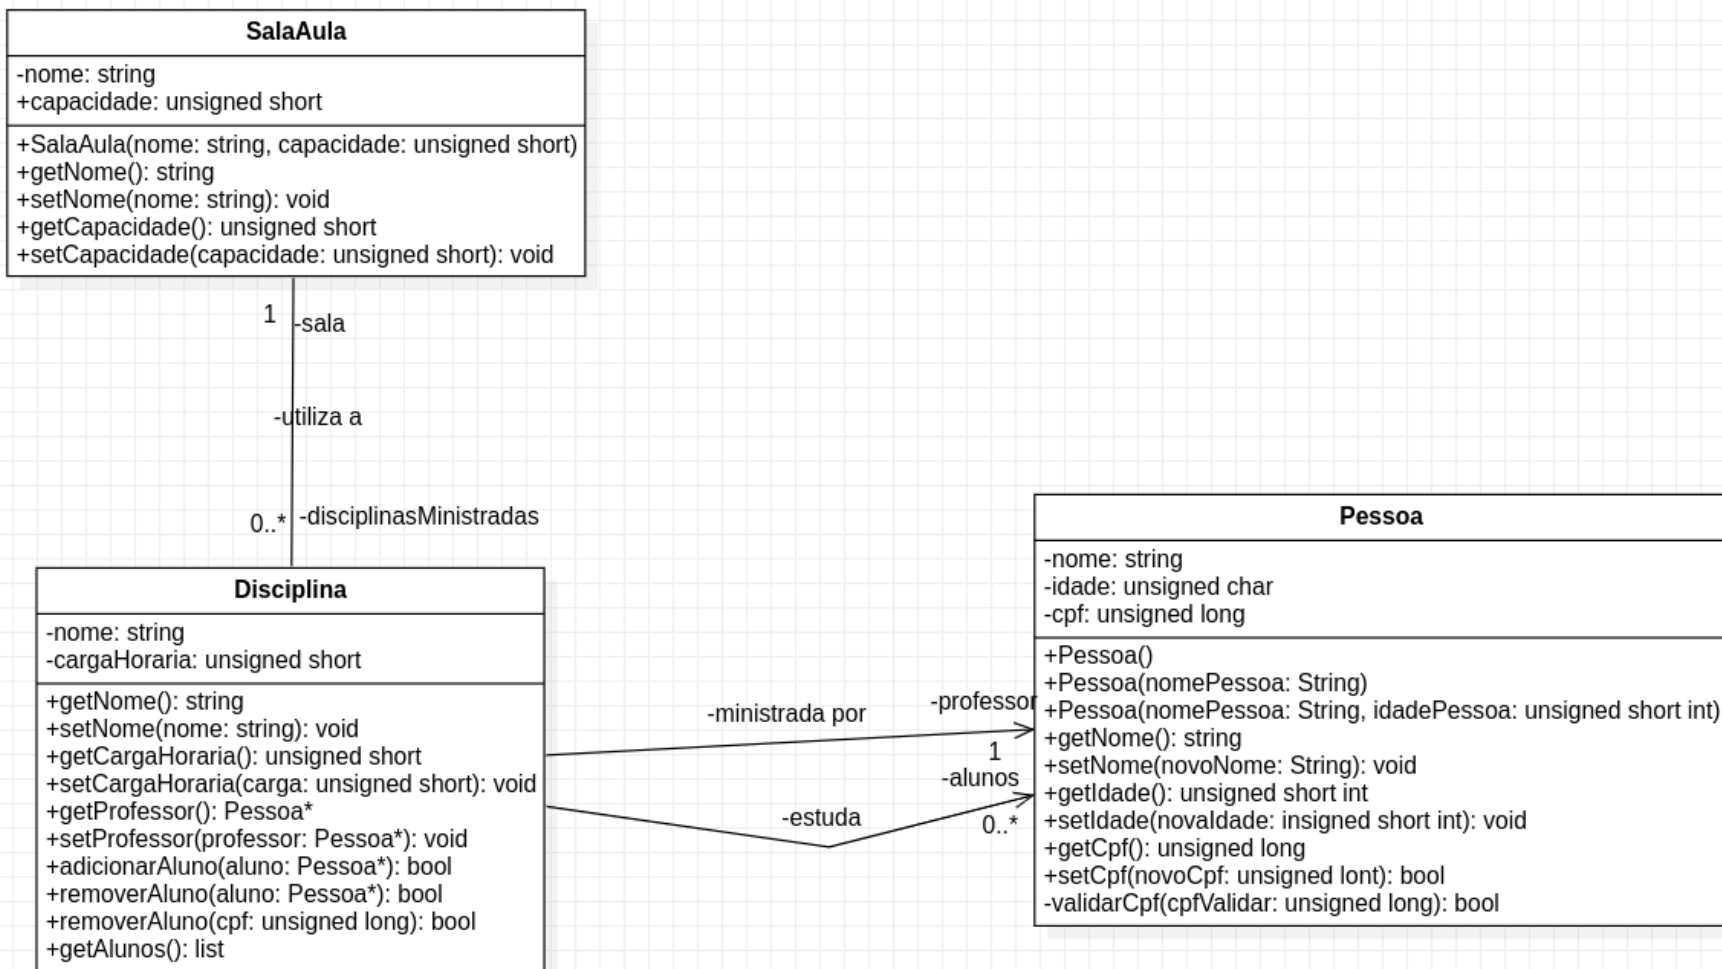 SalaAula
-nome: string
+capacidade: unsigned short
+SalaAula(nome: string, capacidade: unsigned short)
+getNome(): string
+setNome(nome: string): void
+getCapacidade(): unsigned short
+setCapacidade(capacidade: unsigned short): void
1
-sala
-utiliza a
0..*
-disciplinasMinistradas
Disciplina
-nome: string
-cargaHoraria: unsigned short
+getNome(): string
+setNome(nome: string): void
+getCargaHoraria(): unsigned short
+setCargaHoraria(carga: unsigned short): void
+getProfessor(): Pessoa*
+setProfessor(professor: Pessoa*): void
+adicionarAluno(aluno: Pessoa*): bool
+removerAluno(aluno: Pessoa*): bool
+removerAluno(cpf: unsigned long): bool
+getAlunos(): list
-ministrada por
-professor
1
-alunos
-estuda
0..*
Pessoa
-nome: string
-idade: unsigned char
-cpf: unsigned long
+Pessoa()
+Pessoa(nomePessoa: String)
+Pessoa(nomePessoa: String, idadePessoa: unsigned short int)
+getNome(): string
+setNome(novoNome: String): void
+getIdade(): unsigned short int
+setIdade(novaIdade: insigned short int): void
+getCpf(): unsigned long
+setCpf(novoCpf: unsigned lont): bool
-validarCpf(cpfValidar: unsigned long): bool